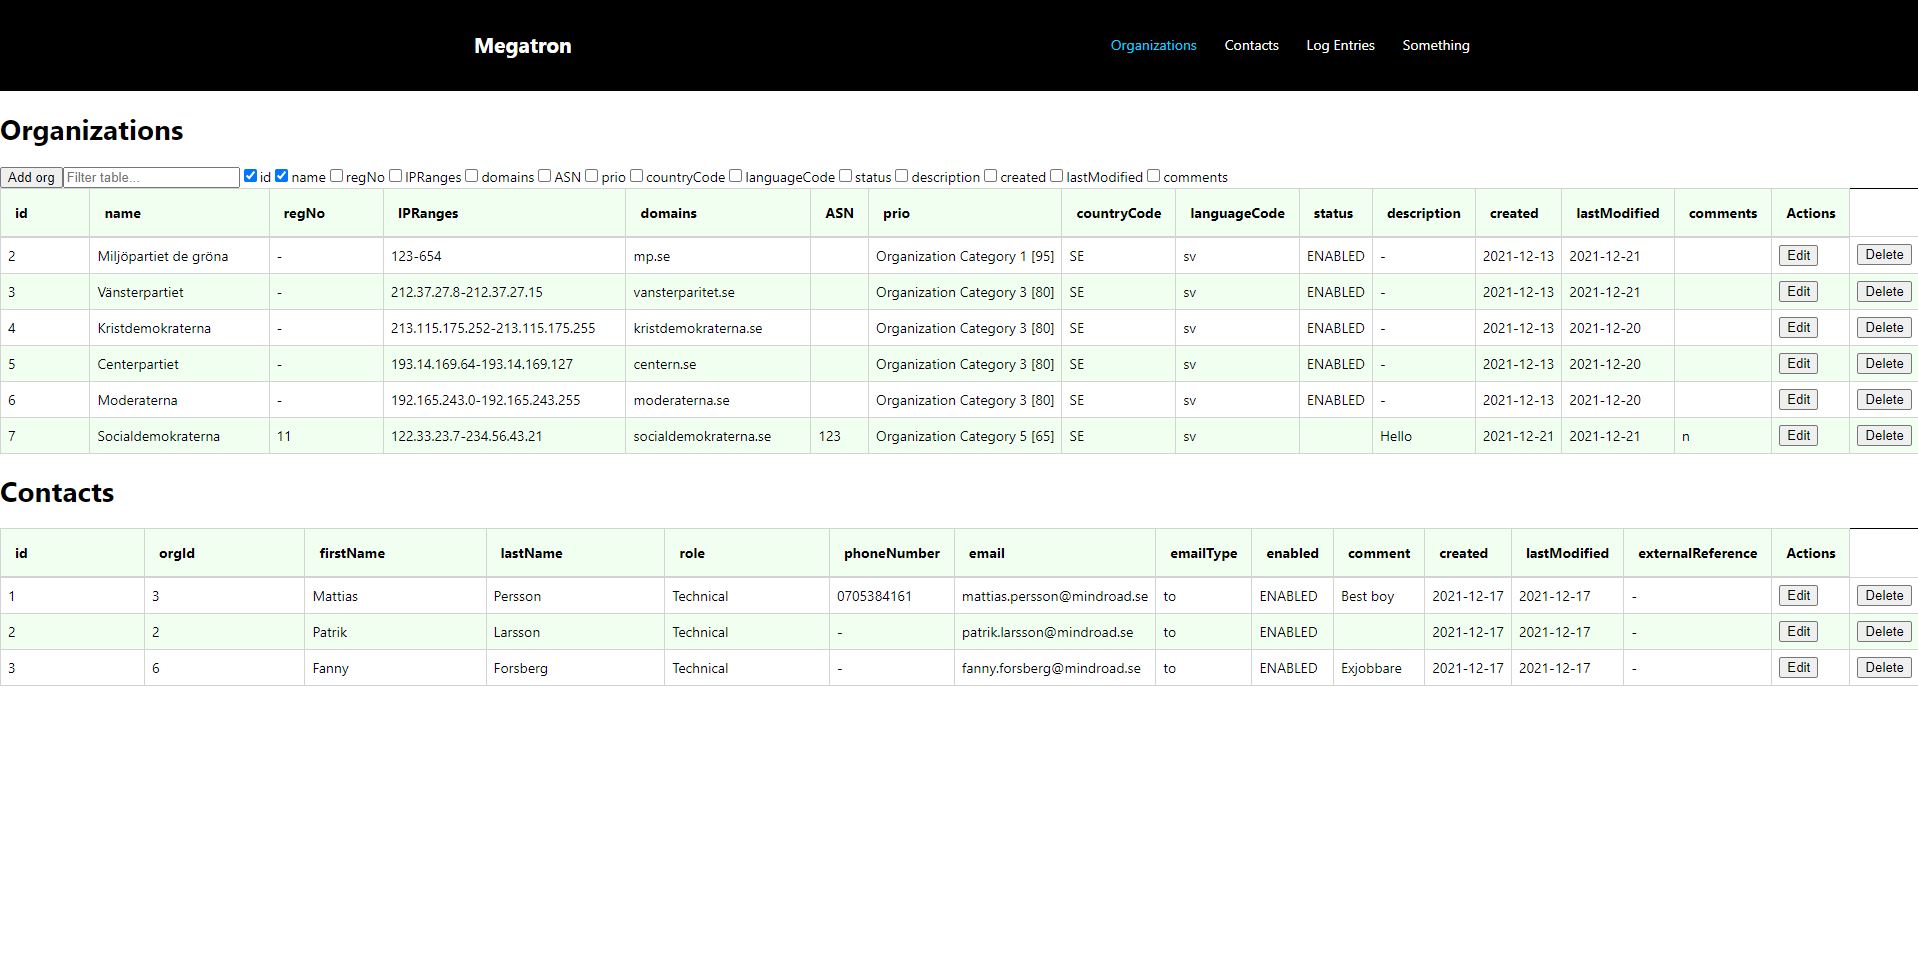 Megatron Organizations Contacts Log Entries Something
Organizations
Add org Filter table... id name regNo IPRanges domains ASN prio countryCode languageCode status description created lastModified comments
id name regNo IPRanges domains ASN prio countryCode languageCode status description created lastModified comments Actions
2 Miljöpartiet de gröna - 123-654 mp.se Organization Category 1 [95] SE sv ENABLED - 2021-12-13 2021-12-21 Edit Delete
3 Vänsterpartiet - 212.37.27.8-212.37.27.15 vansterparitet.se Organization Category 3 [80] SE sv ENABLED - 2021-12-13 2021-12-21 Edit Delete
4 Kristdemokraterna - 213.115.175.252-213.115.175.255 kristdemokraterna.se Organization Category 3 [80] SE sv ENABLED - 2021-12-13 2021-12-20 Edit Delete
5 Centerpartiet - 193.14.169.64-193.14.169.127 centern.se Organization Category 3 [80] SE sv ENABLED - 2021-12-13 2021-12-20 Edit Delete
6 Moderaterna - 192.165.243.0-192.165.243.255 moderaterna.se Organization Category 3 [80] SE sv ENABLED - 2021-12-13 2021-12-20 Edit Delete
7 Socialdemokraterna 11 122.33.23.7-234.56.43.21 socialdemokraterna.se 123 Organization Category 5 [65] SE sv Hello 2021-12-21 2021-12-21 n Edit Delete
Contacts
id orgId firstName lastName role phoneNumber email emailType enabled comment created lastModified externalReference Actions
1 3 Mattias Persson Technical 0705384161 mattias.persson@mindroad.se to ENABLED Best boy 2021-12-17 2021-12-17 - Edit Delete
2 2 Patrik Larsson Technical - patrik.larsson@mindroad.se to ENABLED 2021-12-17 2021-12-17 - Edit Delete
3 6 Fanny Forsberg Technical - fanny.forsberg@mindroad.se to ENABLED Exjobbare 2021-12-17 2021-12-17 - Edit Delete